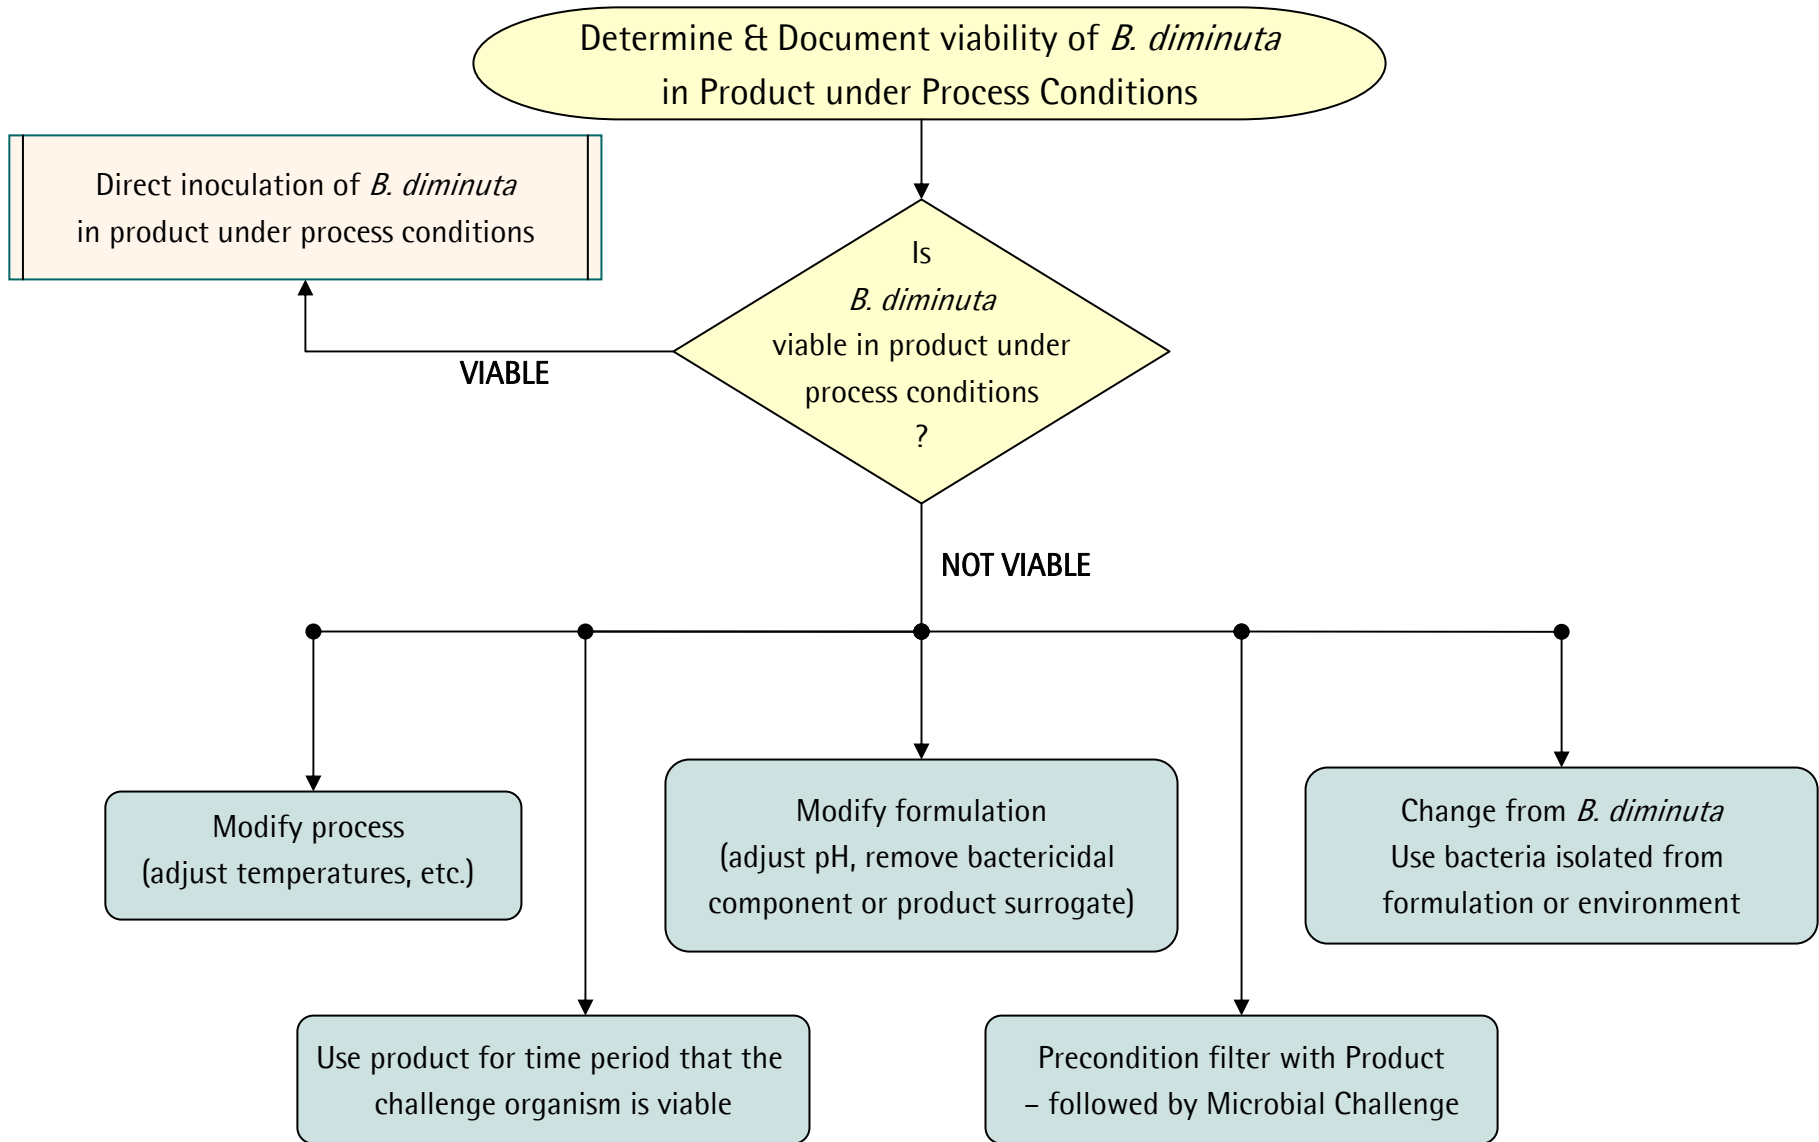 Determine & Document viability of B. diminuta
in Product under Process Conditions
Direct inoculation of B. diminuta
in product under process conditions
Is
B. diminuta
viable in product under
process conditions
?
VIABLE
NOT VIABLE
Modify process
(adjust temperatures, etc.)
Modify formulation
(adjust pH, remove bactericidal
component or product surrogate)
Change from B. diminuta
Use bacteria isolated from
formulation or environment
Use product for time period that the
challenge organism is viable
Precondition filter with Product
– followed by Microbial Challenge